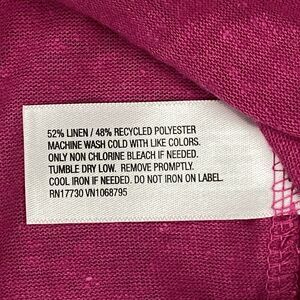 52% LINEN / 48% RECYCLED POLYESTER
MACHINE WASH COLD WITH LIKE COLORS.
ONLY NON CHLORINE BLEACH IF NEEDED.
TUMBLE DRY LOW. REMOVE PROMPTLY.
COOL IRON IF NEEDED. DO NOT IRON ON LABEL.
RN17730 VN1068795